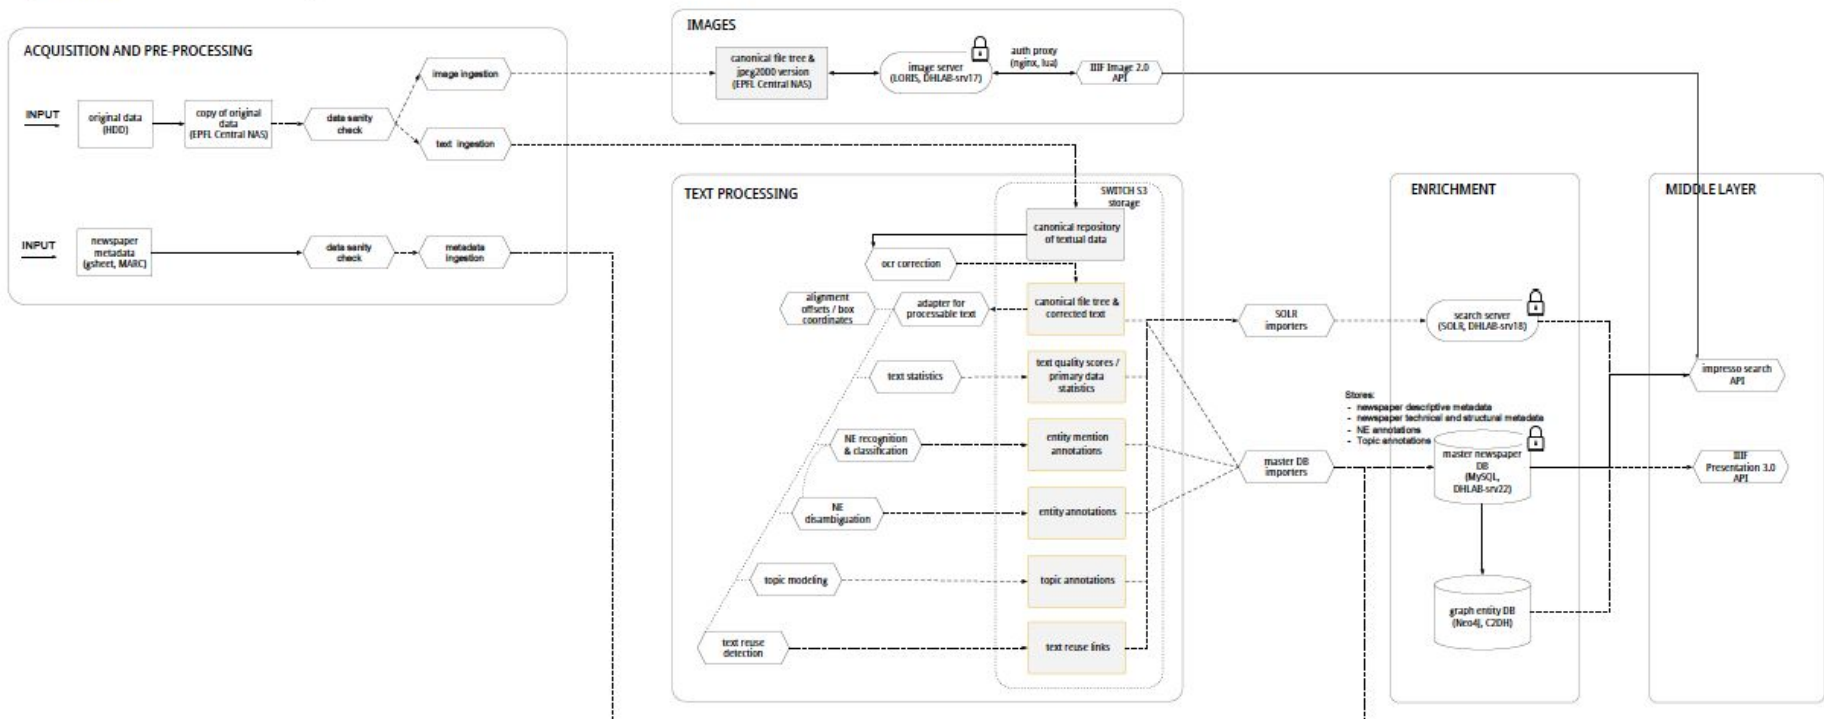 ACQUISITION AND PRE-PROCESSING
INPUT
original data
(HDD)
copy of original
data
(EPFL Central NAS)
data sanity
check
image ingestion
text ingestion
INPUT
newspaper
metadata
(gsheet, MARC)
data sanity
check
metadata
ingestion
IMAGES
canonical file tree &
jpeg2000 version
(EPFL Central NAS)
image server
(LORIS, DHLAB-srv17)
auth proxy
(nginx, lua)
IIIF Image 2.0
API
TEXT PROCESSING
SWITCH S3
storage
canonical repository
of textual data
ocr correction
alignment
offsets / box
coordinates
adapter for
processable text
canonical file tree &
corrected text
text statistics
text quality scores /
primary data
statistics
NE recognition
& classification
entity mention
annotations
NE
disambiguation
entity annotations
topic modeling
topic annotations
text reuse
detection
text reuse links
SOLR
importers
master DB
importers
ENRICHMENT
search server
(SOLR, DHLAB-srv18)
Stores:
- newspaper descriptive metadata
- newspaper technical and structural metadata
- NE annotations
- Topic annotations
master newspaper
DB
(MySQL,
DHLAB-srv22)
graph entity DB
(Neo4J, C2DH)
MIDDLE LAYER
impresso search
API
IIIF
Presentation 3.0
API